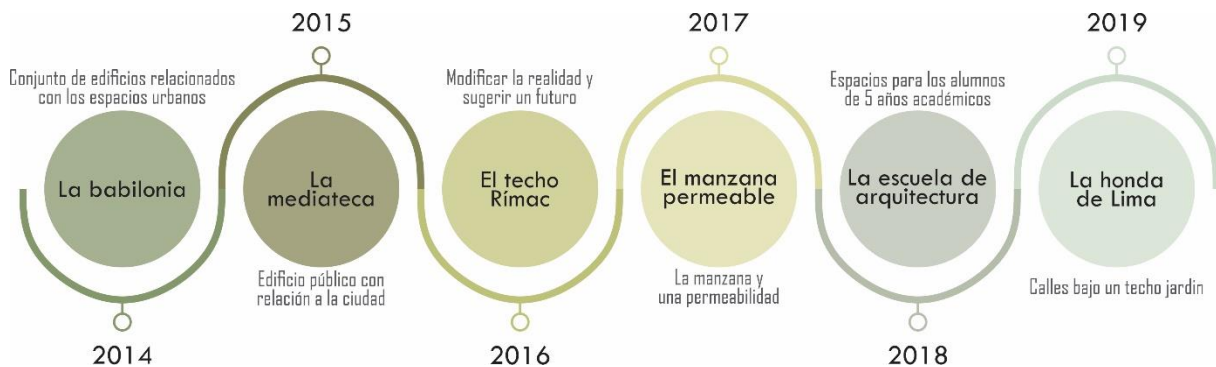 2014
Conjunto de edificios relacionados
con los espacios urbanos
La babilonia
2015
La
mediateca
Edificio público con
relación a la ciudad
2016
Modificar la realidad y
sugerir un futuro
El techo
Rímac
2017
El manzana
permeable
La manzana y
una permeabilidad
2018
Espacios para los alumnos
de 5 años académicos
La escuela de
arquitectura
2019
La honda
de Lima
Calles bajo un techo jardin